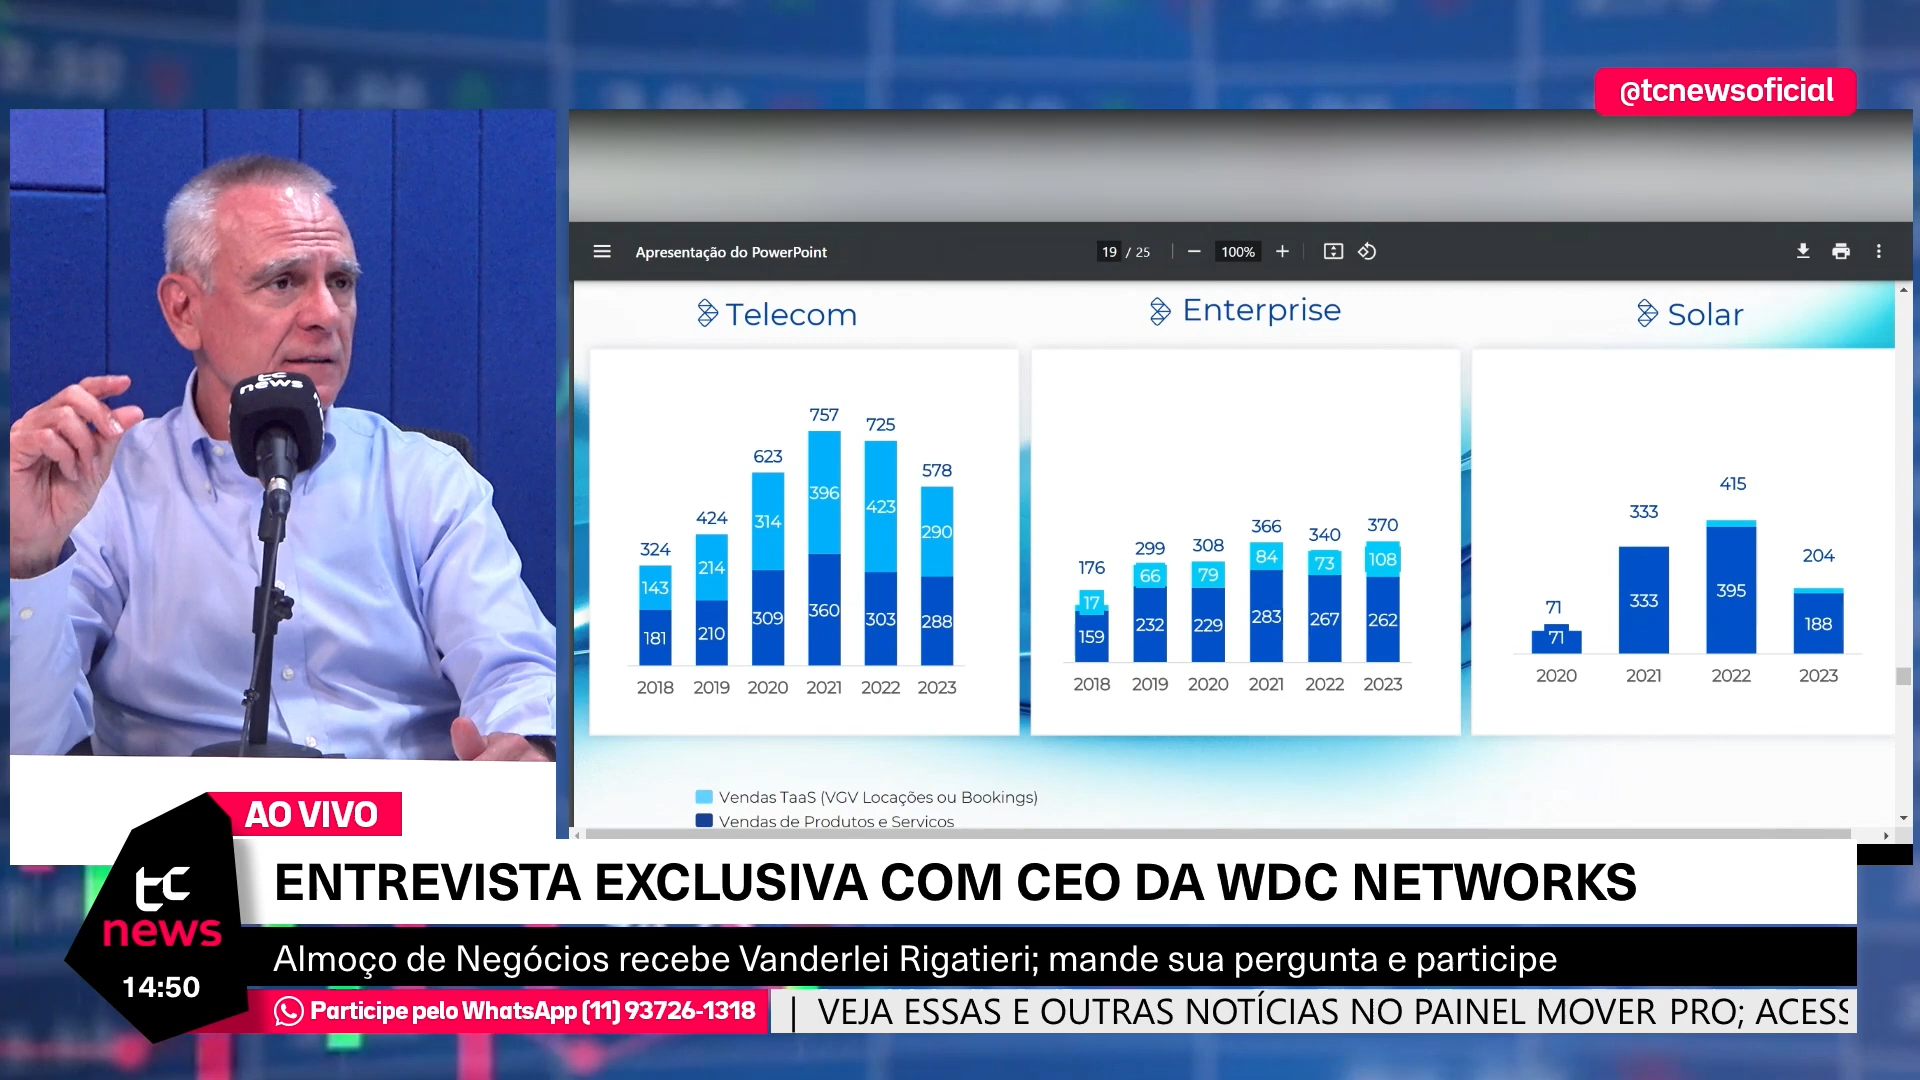 @tcnewsoficial
Apresentação do PowerPoint
19 / 25
100%
Telecom
324
143
181
424
214
210
623
314
309
757
396
360
725
423
303
578
290
288
2018 2019 2020 2021 2022 2023
Enterprise
176
17
159
299
66
232
308
79
229
366
84
283
340
73
267
370
108
262
2018 2019 2020 2021 2022 2023
Solar
71
71
333
333
415
395
204
188
2020 2021 2022 2023
Vendas TaaS (VGV Locações ou Bookings)
Vendas de Produtos e Serviços
tc
news
AO VIVO
ENTREVISTA EXCLUSIVA COM CEO DA WDC NETWORKS
tc
news
14:50
Almoço de Negócios recebe Vanderlei Rigatieri; mande sua pergunta e participe
Participe pelo WhatsApp (11) 93726-1318
| VEJA ESSAS E OUTRAS NOTÍCIAS NO PAINEL MOVER PRO; ACESS